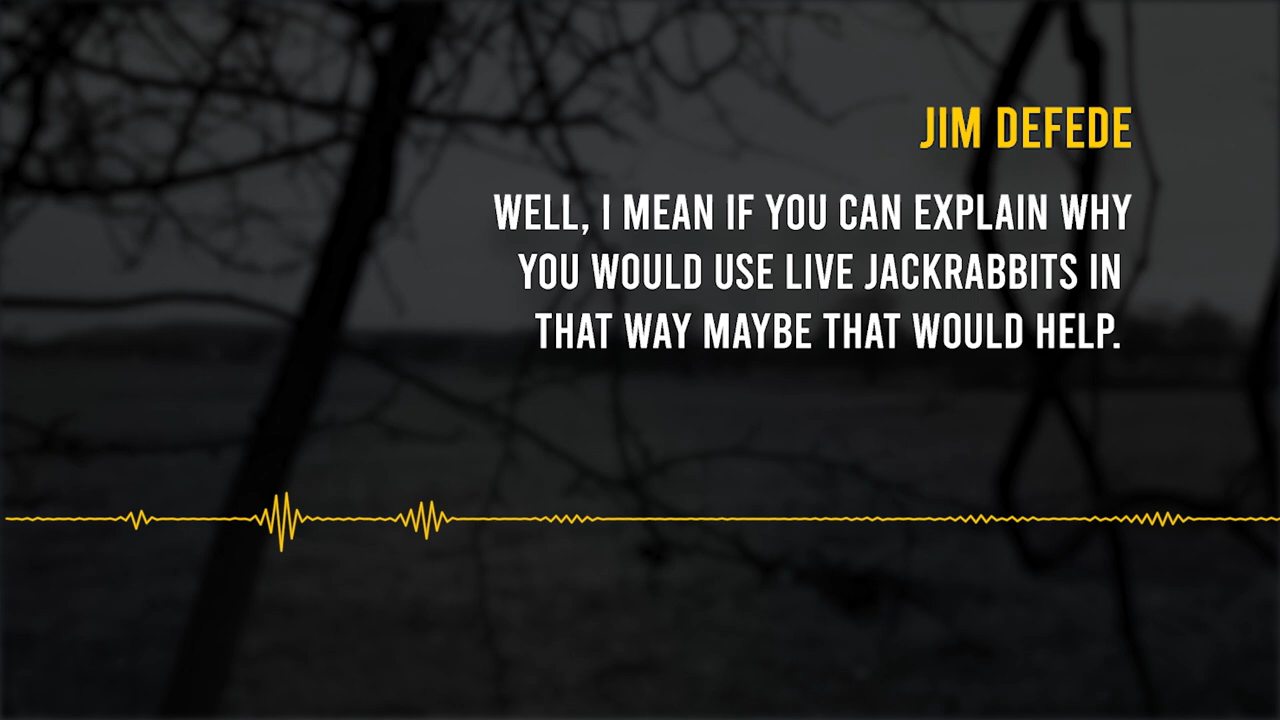 JIM DEFEDE
WELL, I MEAN IF YOU CAN EXPLAIN WHY
YOU WOULD USE LIVE JACKRABBITS IN
THAT WAY MAYBE THAT WOULD HELP.